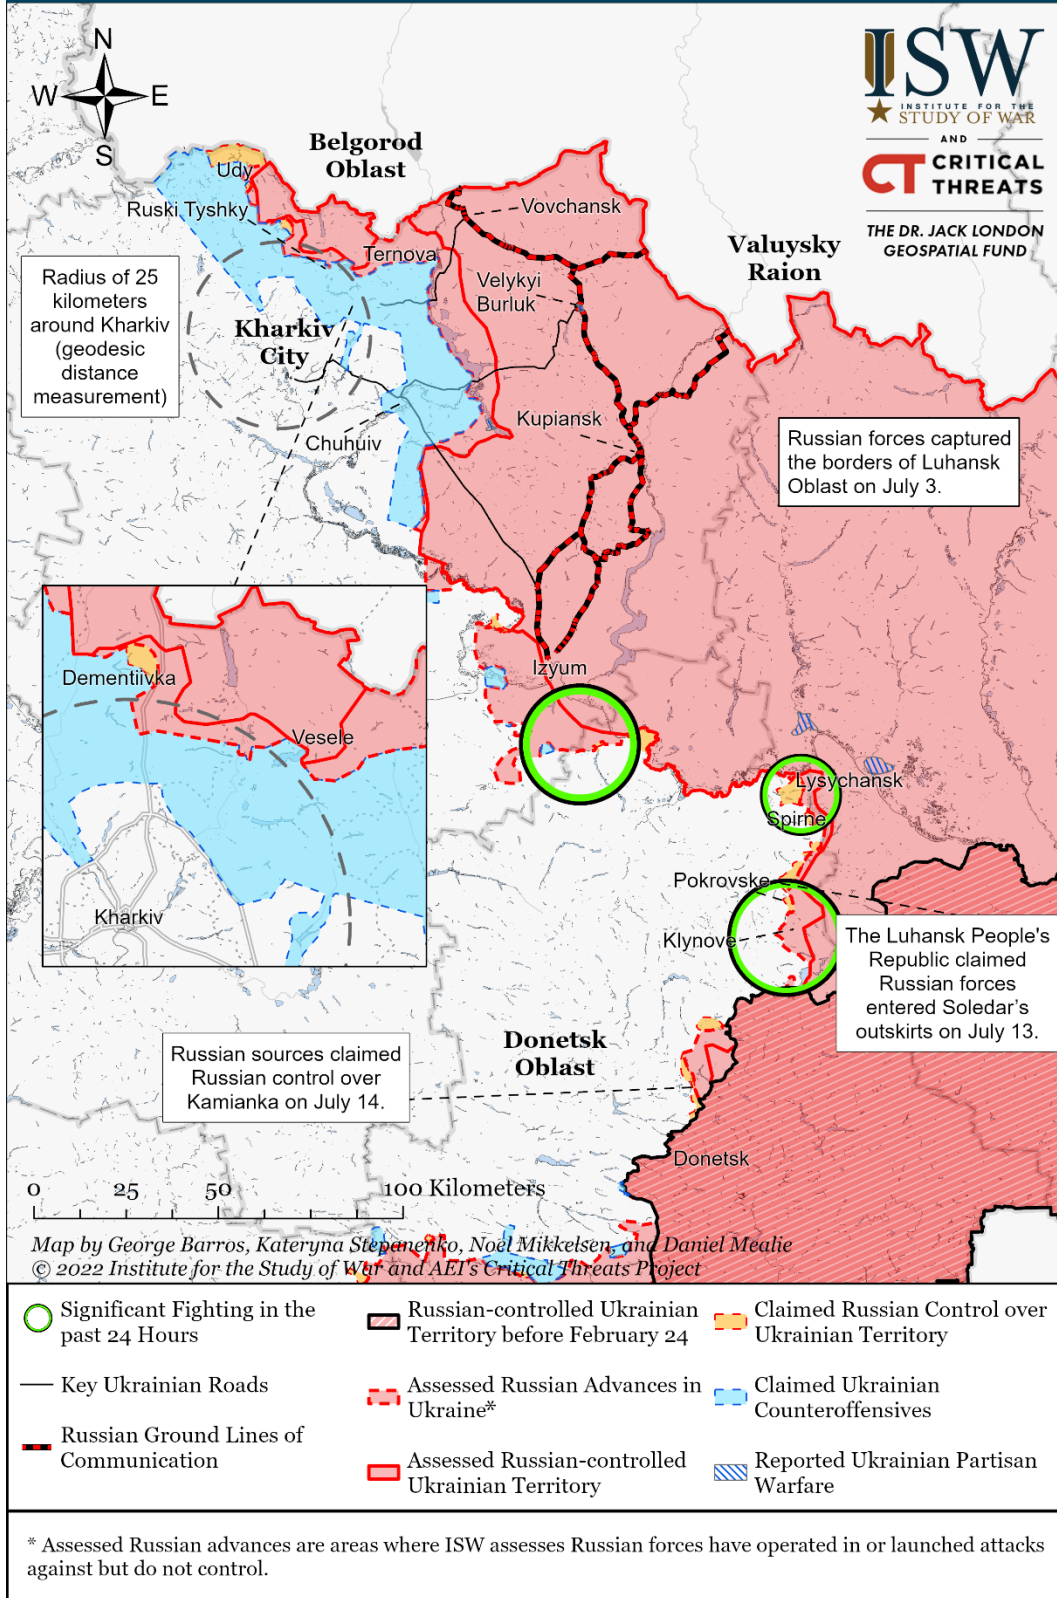 N
W E
S
ISW
INSTITUTE FOR THE
STUDY OF WAR
AND
CT CRITICAL
THREATS
THE DR. JACK LONDON
GEOSPATIAL FUND
Belgorod
Oblast
Udy
Ruski Tyshky
Vovchansk
Ternova
Valuysky
Raion
Velykyi
Burluk
Radius of 25
kilometers
around Kharkiv
(geodesic
distance
measurement)
Kharkiv
City
Chuhuiv
Kupiansk
Russian forces captured
the borders of Luhansk
Oblast on July 3.
Dementiivka
Vesele
Kharkiv
Izyum
Lysychansk
Spirne
Pokrovske
Klynove
The Luhansk People's
Republic claimed
Russian forces
entered Soledar's
outskirts on July 13.
Donetsk
Oblast
Russian sources claimed
Russian control over
Kamianka on July 14.
Donetsk
0 25 50 100 Kilometers
Map by George Barros, Kateryna Stepanenko, Noel Mikkelsen, and Daniel Mealie
© 2022 Institute for the Study of War and AEI's Critical Threats Project
Significant Fighting in the
past 24 Hours
Key Ukrainian Roads
Russian Ground Lines of
Communication
Russian-controlled Ukrainian
Territory before February 24
Assessed Russian Advances in
Ukraine*
Assessed Russian-controlled
Ukrainian Territory
Claimed Russian Control over
Ukrainian Territory
Claimed Ukrainian
Counteroffensives
Reported Ukrainian Partisan
Warfare
* Assessed Russian advances are areas where ISW assesses Russian forces have operated in or launched attacks
against but do not control.